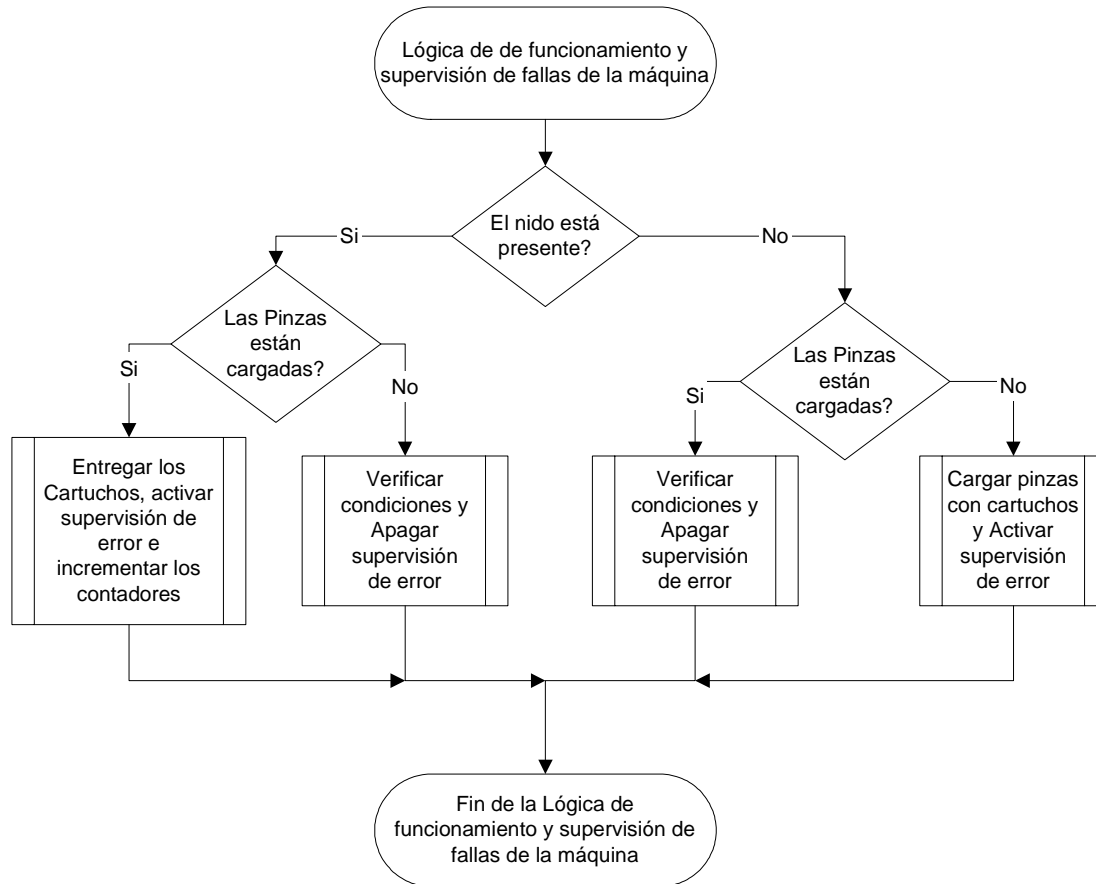 Lógica de de funcionamiento y
supervisión de fallas de la máquina
El nido está
presente?
Si
No
Las Pinzas
están
cargadas?
Si
No
Las Pinzas
están
cargadas?
Si
No
Entregar los
Cartuchos, activar
supervisión de
error e
incrementar los
contadores
Verificar
condiciones y
Apagar
supervisión
de error
Verificar
condiciones y
Apagar
supervisión
de error
Cargar pinzas
con cartuchos
y Activar
supervisión
de error
Fin de la Lógica de
funcionamiento y supervisión de
fallas de la máquina